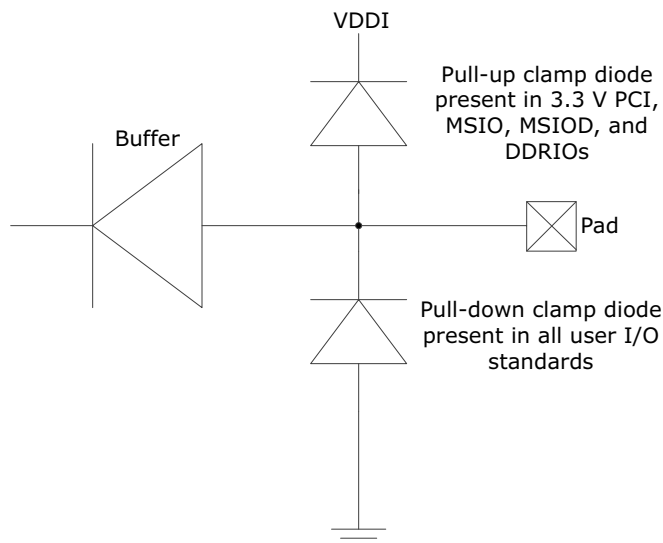 VDDI
Pull-up clamp diode
present in 3.3 V PCI,
MSIO, MSIOD, and
DDRIOs
Buffer
Pad
Pull-down clamp diode
present in all user I/O
standards